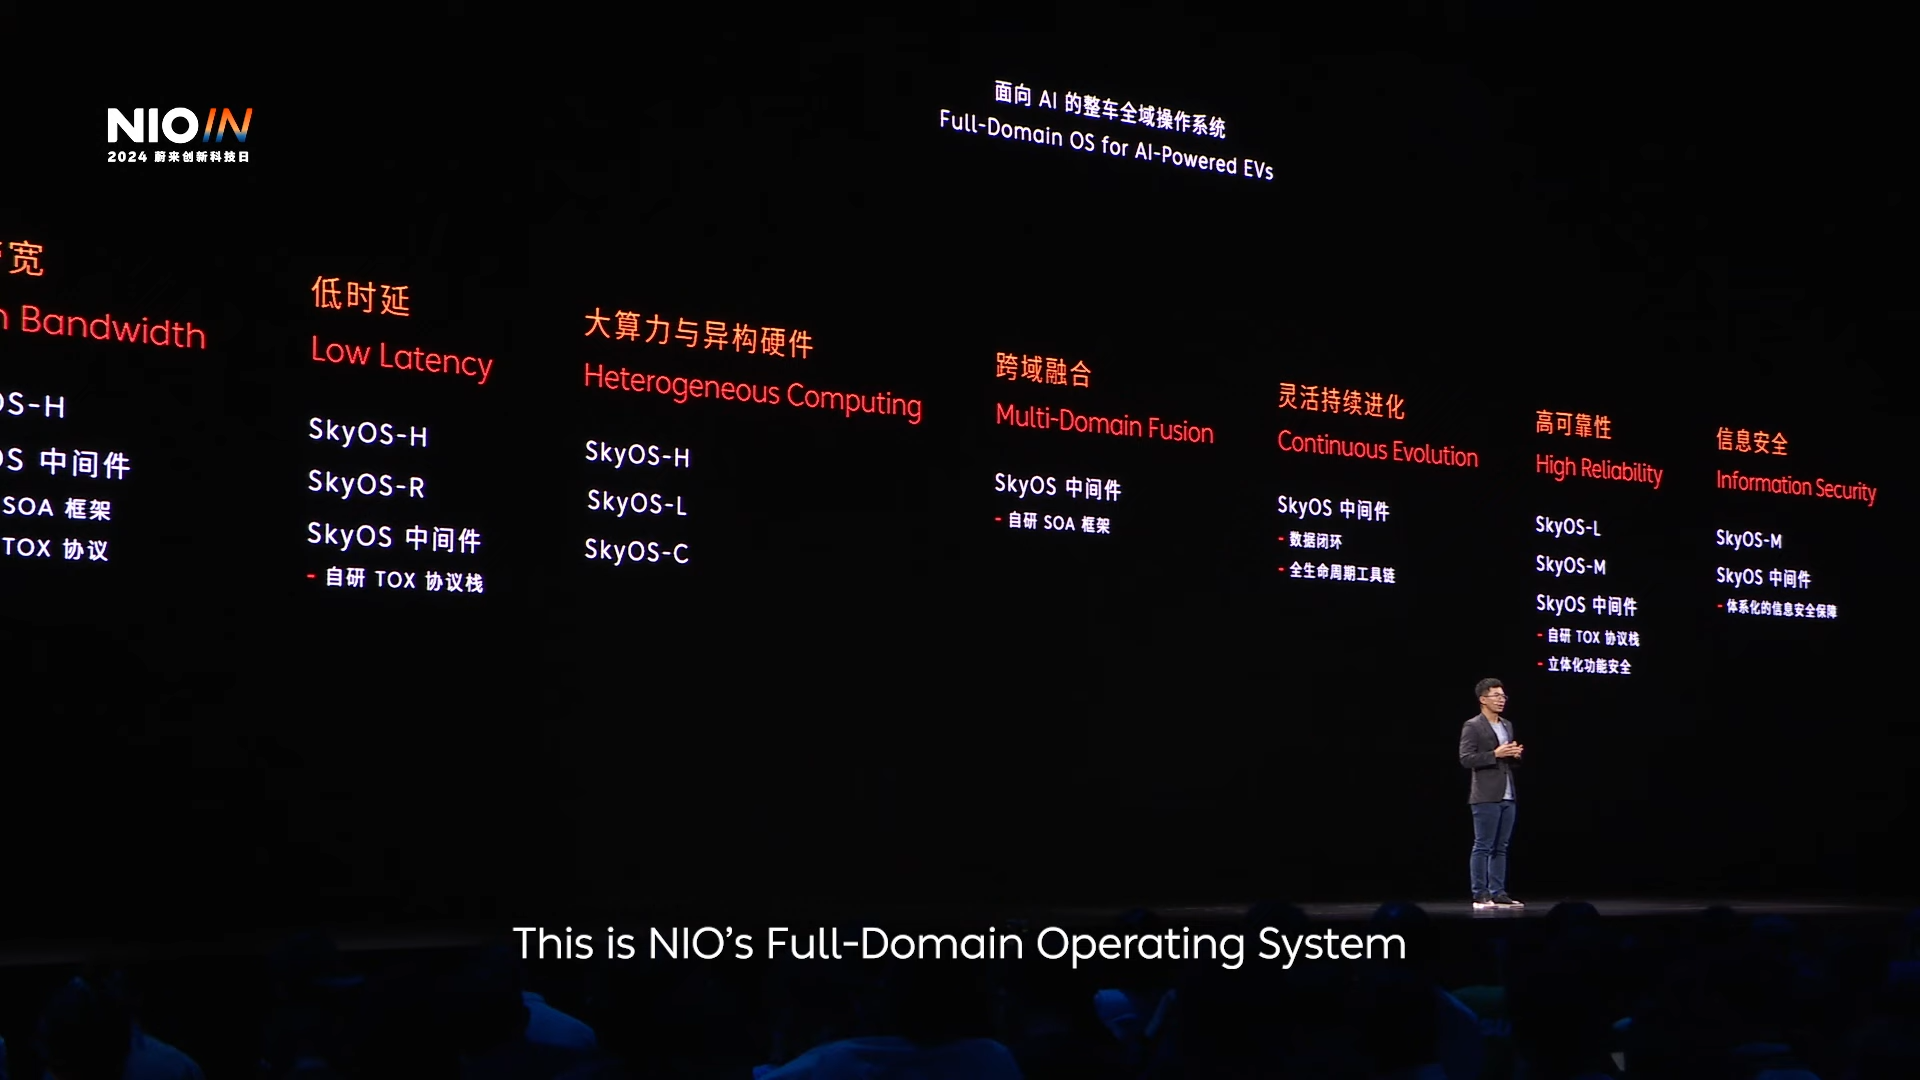 NIO IN
2024 蔚来创新科技日
面向 AI 的整车全域操作系统
Full-Domain OS for AI-Powered EVs
宽
Bandwidth
OS-H
OS 中间件
SOA 框架
TOX 协议
低时延
Low Latency
SkyOS-H
SkyOS-R
SkyOS 中间件
- 自研 TOX 协议栈
大算力与异构硬件
Heterogeneous Computing
SkyOS-H
SkyOS-L
SkyOS-C
跨域融合
Multi-Domain Fusion
SkyOS 中间件
- 自研 SOA 框架
灵活持续进化
Continuous Evolution
SkyOS 中间件
- 数据闭环
- 全生命周期工具链
高可靠性
High Reliability
SkyOS-L
SkyOS-M
SkyOS 中间件
- 自研 TOX 协议栈
- 立体化功能安全
信息安全
Information Security
SkyOS-M
SkyOS 中间件
- 体系化的信息安全保障
This is NIO’s Full-Domain Operating System